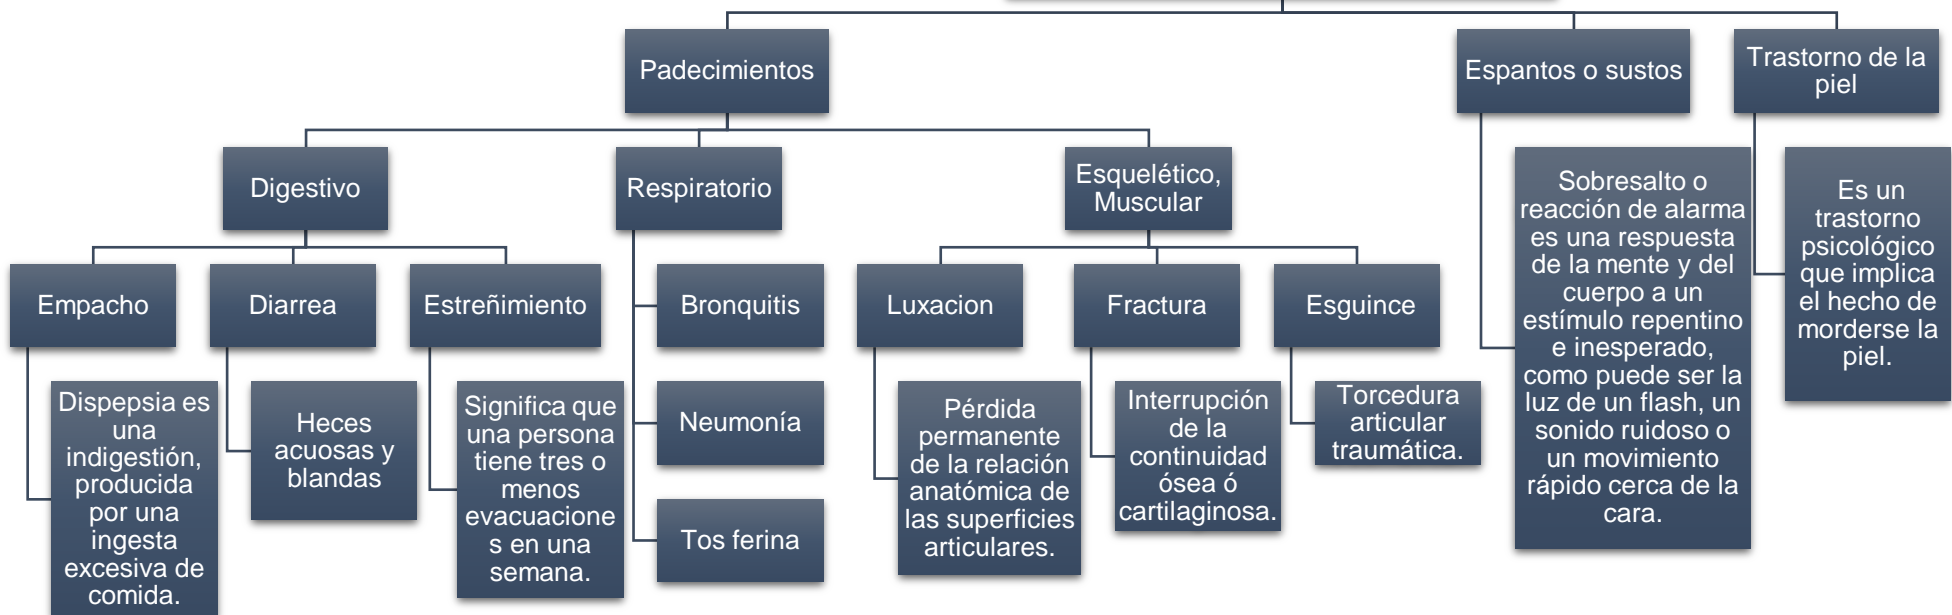 Padecimientos
Espantos o sustos
Trastorno de la
piel
Digestivo
Respiratorio
Esquelético,
Muscular
Sobresalto o
reacción de alarma
es una respuesta
de la mente y del
cuerpo a un
estímulo repentino
e inesperado,
como puede ser la
luz de un flash, un
sonido ruidoso o
un movimiento
rápido cerca de la
cara.
Es un
trastorno
psicológico
que implica
el hecho de
morderse la
piel.
Empacho
Diarrea
Estreñimiento
Bronquitis
Luxacion
Fractura
Esguince
Dispepsia es
una
indigestión,
producida
por una
ingesta
excesiva de
comida.
Heces
acuosas y
blandas
Significa que
una persona
tiene tres o
menos
evacuacione
s en una
semana.
Neumonía
Tos ferina
Pérdida
permanente
de la relación
anatómica de
las superficies
articulares.
Interrupción
de la
continuidad
ósea ó
cartilaginosa.
Torcedura
articular
traumática.